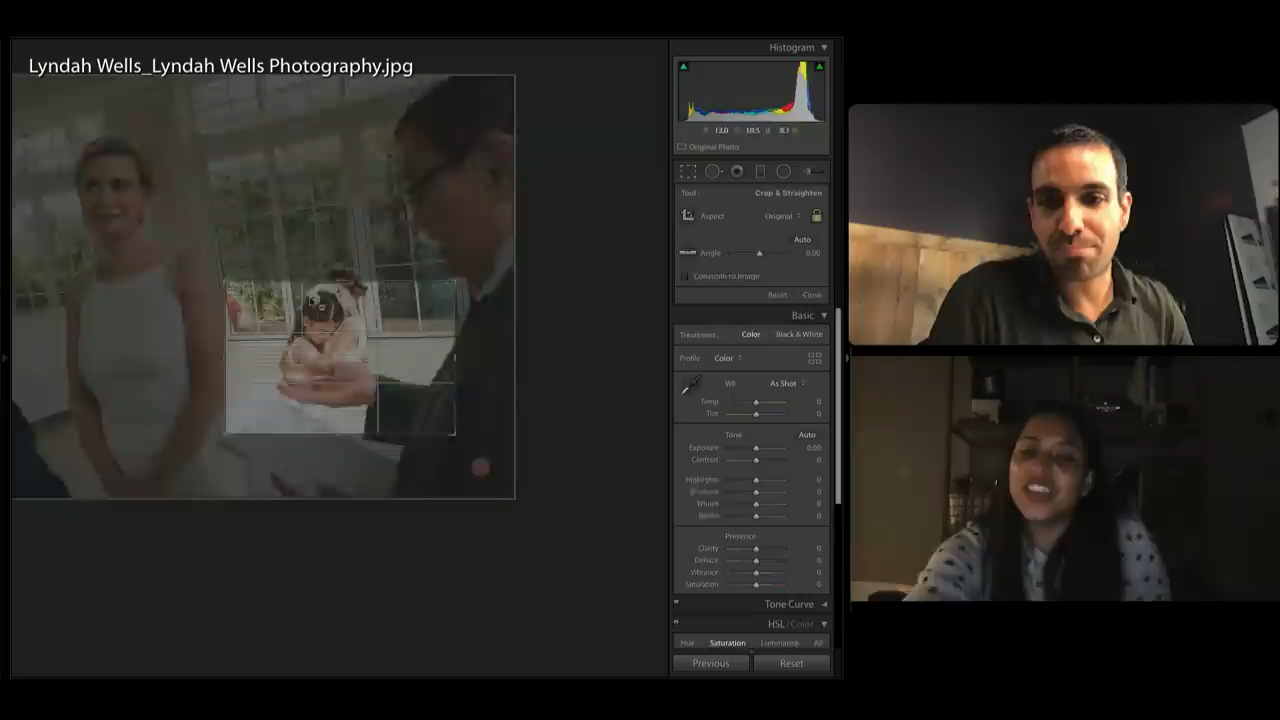 Lyndah Wells_Lyndah Wells Photography.jpg
Histogram
Original Photo
Tool: Crop & Straighten
Aspect Original
Auto
Angle 0.00
Constrain to Image
Reset Close
Basic
Treatment: Color Black & White
Profile Color
WB: As Shot
Temp 0
Tint 0
Tone Auto
Exposure 0.00
Contrast 0
Highlights 0
Shadows 0
Whites 0
Blacks 0
Presence
Clarity 0
Dehaze 0
Vibrance 0
Saturation 0
Tone Curve
HSL / Color
Hue Saturation Luminance All
Previous Reset